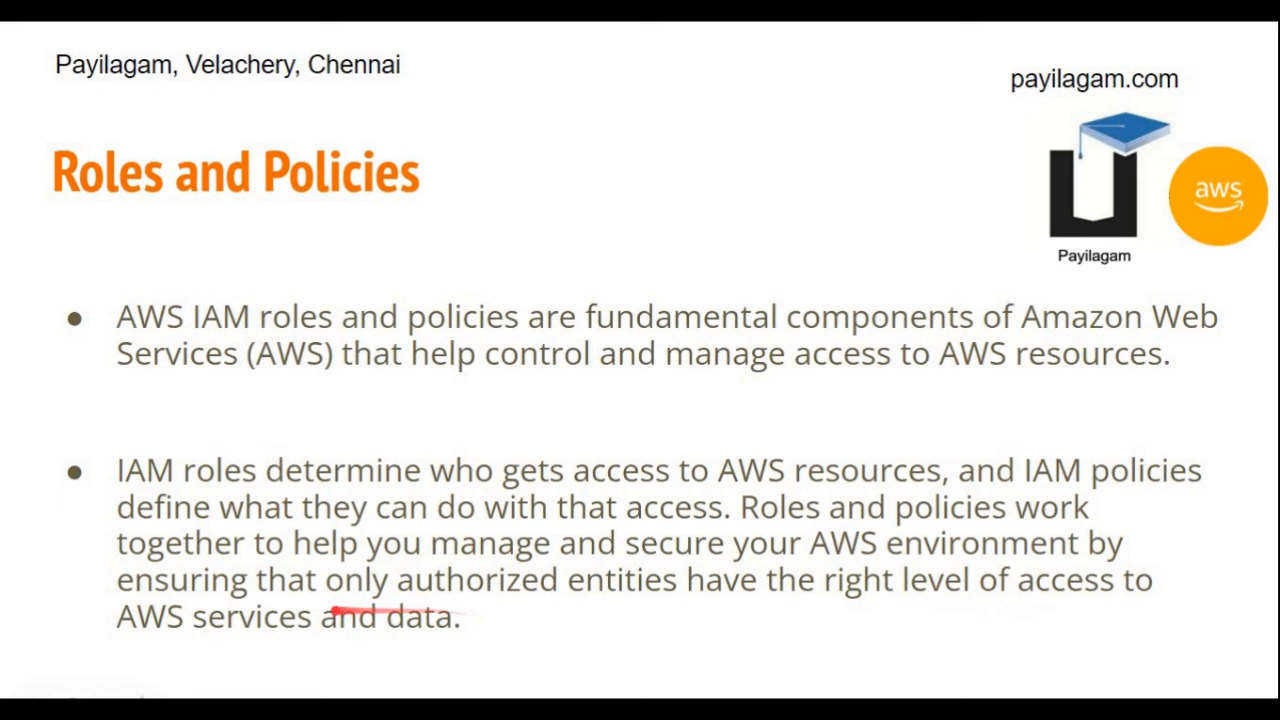 Payilagam, Velachery, Chennai
payilagam.com
Roles and Policies
aws
Payilagam
● AWS IAM roles and policies are fundamental components of Amazon Web
Services (AWS) that help control and manage access to AWS resources.
● IAM roles determine who gets access to AWS resources, and IAM policies
define what they can do with that access. Roles and policies work
together to help you manage and secure your AWS environment by
ensuring that only authorized entities have the right level of access to
AWS services and data.